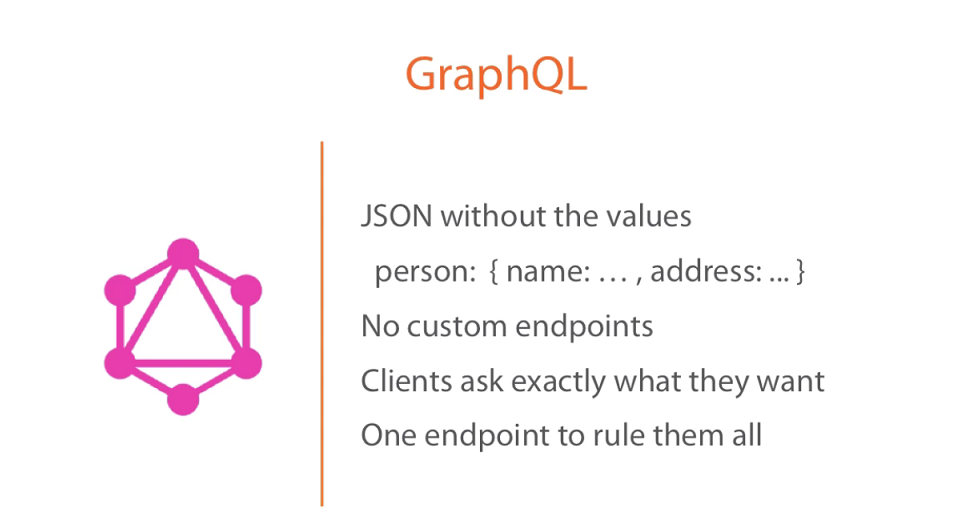 GraphQL
JSON without the values
person: { name: … , address: ... }
No custom endpoints
Clients ask exactly what they want
One endpoint to rule them all